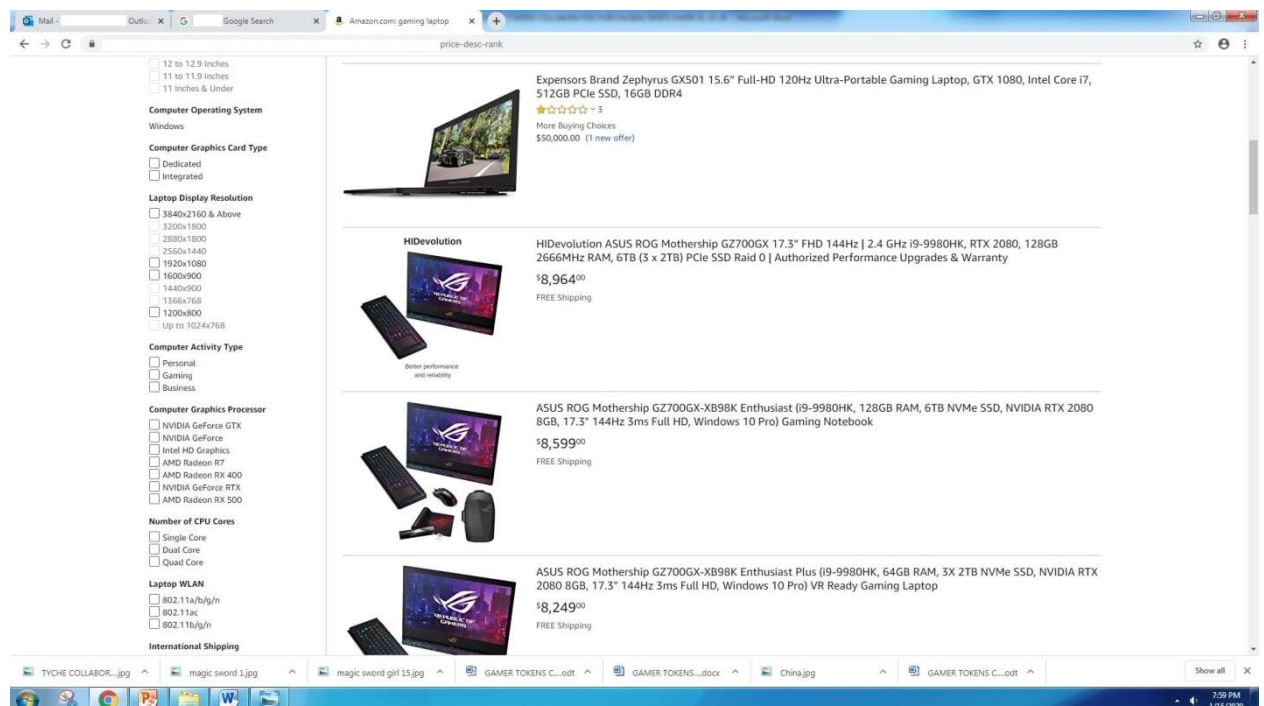 Mail -
Outloc
Google Search
Amazon.com: gaming laptop
price-desc-rank
12 to 12.9 Inches
11 to 11.9 Inches
11 Inches & Under
Computer Operating System
Windows
Computer Graphics Card Type
Dedicated
Integrated
Laptop Display Resolution
3840x2160 & Above
3200x1800
2880x1800
2560x1440
1920x1080
1600x900
1440x900
1366x768
1200x800
Up to 1024x768
Computer Activity Type
Personal
Gaming
Business
Computer Graphics Processor
NVIDIA GeForce GTX
NVIDIA GeForce
Intel HD Graphics
AMD Radeon R7
AMD Radeon RX 400
NVIDIA GeForce RTX
AMD Radeon RX 500
Number of CPU Cores
Single Core
Dual Core
Quad Core
Laptop WLAN
802.11a/b/g/n
802.11ac
802.11b/g/n
International Shipping
Expensors Brand Zephyrus GX501 15.6" Full-HD 120Hz Ultra-Portable Gaming Laptop, GTX 1080, Intel Core i7,
512GB PCIe SSD, 16GB DDR4
3
More Buying Choices
$50,000.00 (1 new offer)
HIDevolution
Better performance
and reliability
HIDevolution ASUS ROG Mothership GZ700GX 17.3" FHD 144Hz | 2.4 GHz i9-9980HK, RTX 2080, 128GB
2666MHz RAM, 6TB (3 x 2TB) PCIe SSD Raid 0 | Authorized Performance Upgrades & Warranty
$8,96400
FREE Shipping
REPUBLIC OF
GAMERS
ASUS ROG Mothership GZ700GX-XB98K Enthusiast (i9-9980HK, 128GB RAM, 6TB NVMe SSD, NVIDIA RTX 2080
8GB, 17.3" 144Hz 3ms Full HD, Windows 10 Pro) Gaming Notebook
$8,59900
FREE Shipping
REPUBLIC OF
GAMERS
ASUS ROG Mothership GZ700GX-XB98K Enthusiast Plus (i9-9980HK, 64GB RAM, 3X 2TB NVMe SSD, NVIDIA RTX
2080 8GB, 17.3" 144Hz 3ms Full HD, Windows 10 Pro) VR Ready Gaming Laptop
$8,24900
FREE Shipping
REPUBLIC OF
GAMERS
TYCHE COLLABOR....jpg
magic sword 1.jpg
magic sword girl 15.jpg
GAMER TOKENS C....odt
GAMER TOKENS....docx
China.jpg
GAMER TOKENS C....odt
Show all
7:59 PM